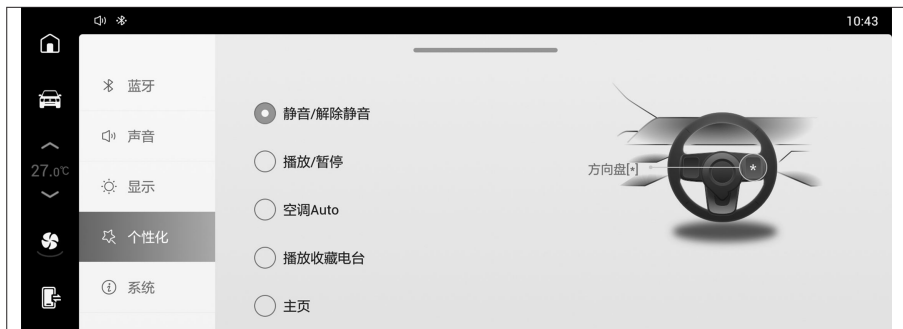 10:43
蓝牙
声音
27.0℃
显示
个性化
系统
静音/解除静音
播放/暂停
空调Auto
播放收藏电台
主页
方向盘[*]
*